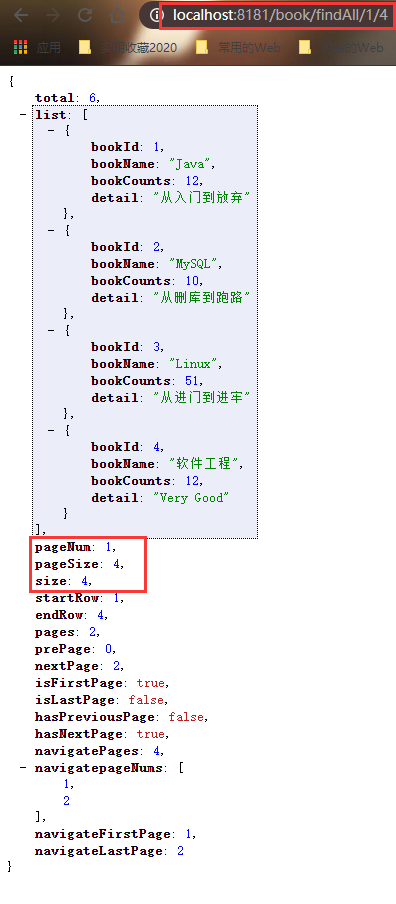 localhost:8181/book/findAll/1/4
应用
收藏2020
常用的Web
的Web
{
total: 6,
- list: [
- {
bookId: 1,
bookName: "Java",
bookCounts: 12,
detail: "从入门到放弃"
},
- {
bookId: 2,
bookName: "MySQL",
bookCounts: 10,
detail: "从删库到跑路"
},
- {
bookId: 3,
bookName: "Linux",
bookCounts: 51,
detail: "从进门到进牢"
},
- {
bookId: 4,
bookName: "软件工程",
bookCounts: 12,
detail: "Very Good"
}
],
pageNum: 1,
pageSize: 4,
size: 4,
startRow: 1,
endRow: 4,
pages: 2,
prePage: 0,
nextPage: 2,
isFirstPage: true,
isLastPage: false,
hasPreviousPage: false,
hasNextPage: true,
navigatePages: 4,
- navigatepageNums: [
1,
2
],
navigateFirstPage: 1,
navigateLastPage: 2
}